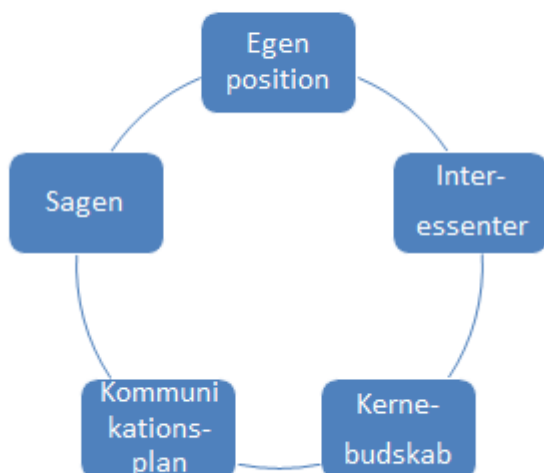 Egen
position
Inter-
essenter
Kerne-
budskab
Kommuni
kations-
plan
Sagen